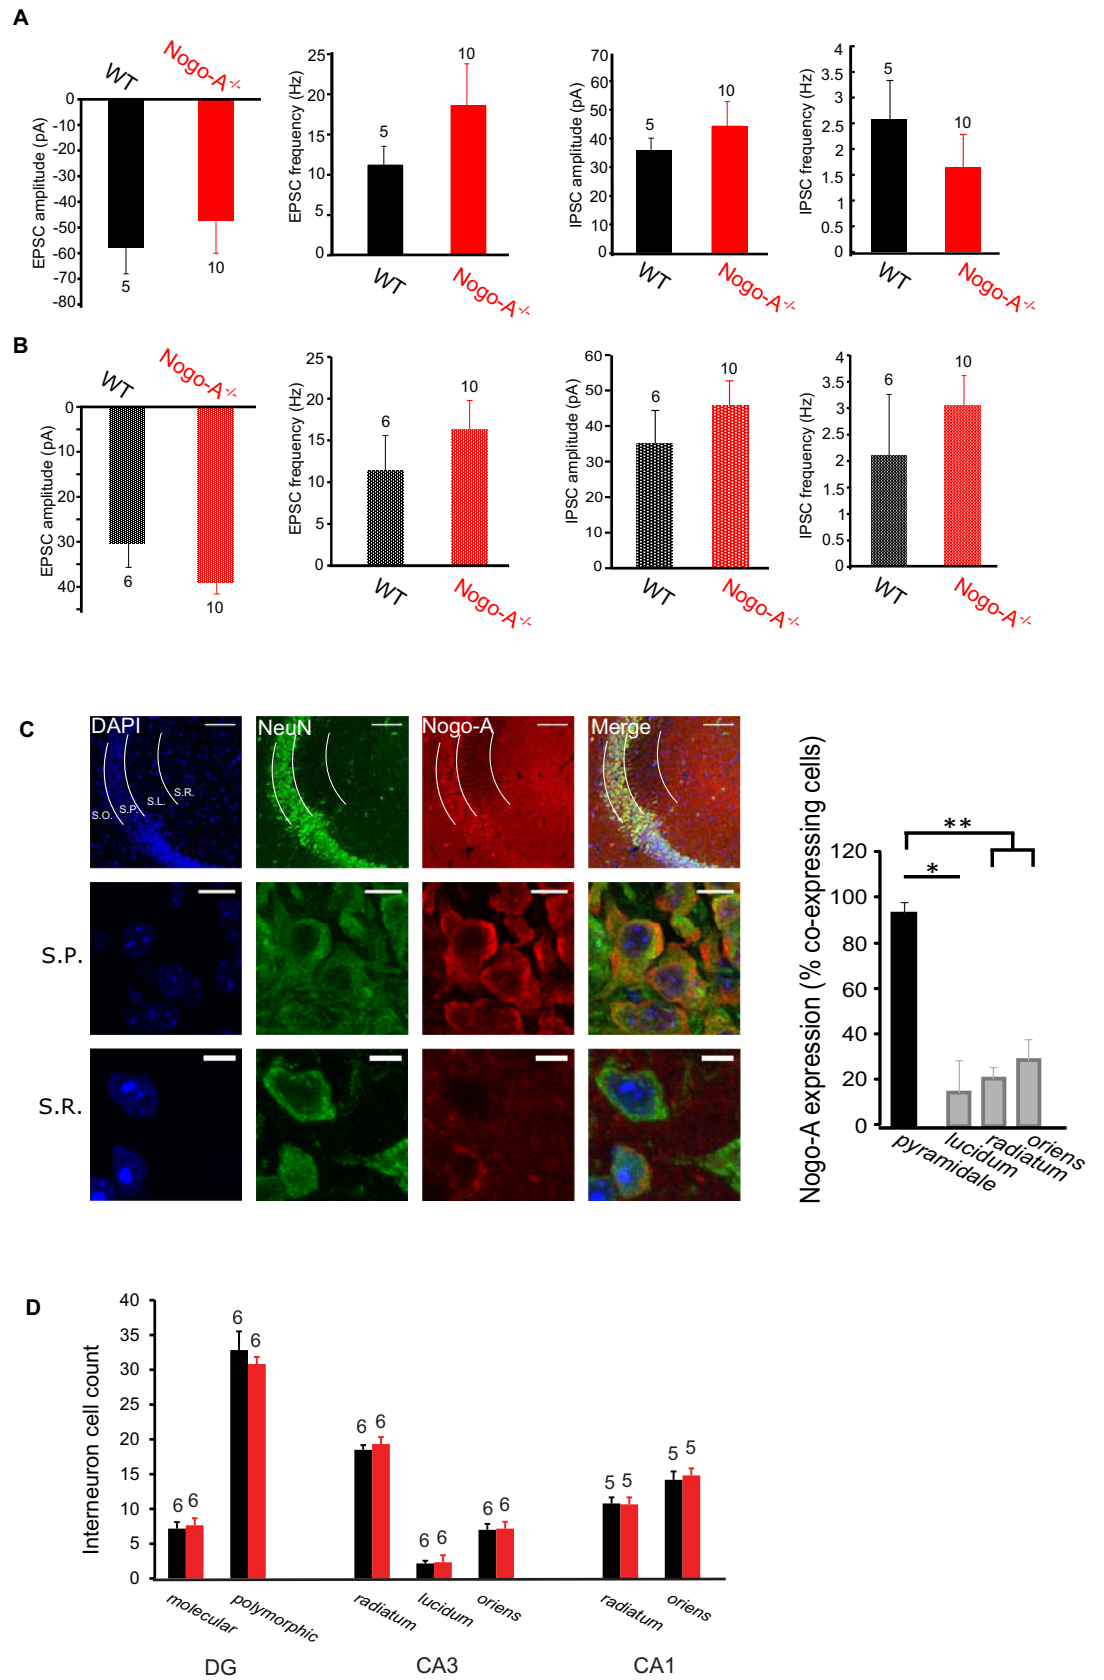 A
WT
Nogo-A-/-
EPSC amplitude (pA)
0
-10
-20
-30
-40
-50
-60
-70
-80
5
10
EPSC frequency (Hz)
25
20
15
10
5
0
5
10
WT
Nogo-A-/-
IPSC amplitude (pA)
70
60
50
40
30
20
10
0
5
10
WT
Nogo-A-/-
IPSC frequency (Hz)
4
3.5
3
2.5
2
1.5
1
0.5
0
5
10
WT
Nogo-A-/-
B
WT
Nogo-A-/-
EPSC amplitude (pA)
0
10
20
30
40
6
10
EPSC frequency (Hz)
25
20
15
10
5
0
6
10
WT
Nogo-A-/-
IPSC amplitude (pA)
60
50
40
30
20
10
0
6
10
WT
Nogo-A-/-
IPSC frequency (Hz)
4
3.5
3
2.5
2
1.5
1
0.5
0
6
10
WT
Nogo-A-/-
C
DAPI
NeuN
Nogo-A
Merge
S.O.
S.P.
S.L.
S.R.
S.P.
S.R.
Nogo-A expression (% co-expressing cells)
120
100
80
60
40
20
0
**
*
pyramidale
lucidum
radiatum
oriens
D
Interneuron cell count
40
35
30
25
20
15
10
5
0
6 6
6 6
6 6
6 6
6 6
5 5
5 5
molecular
polymorphic
radiatum
lucidum
oriens
radiatum
oriens
DG
CA3
CA1